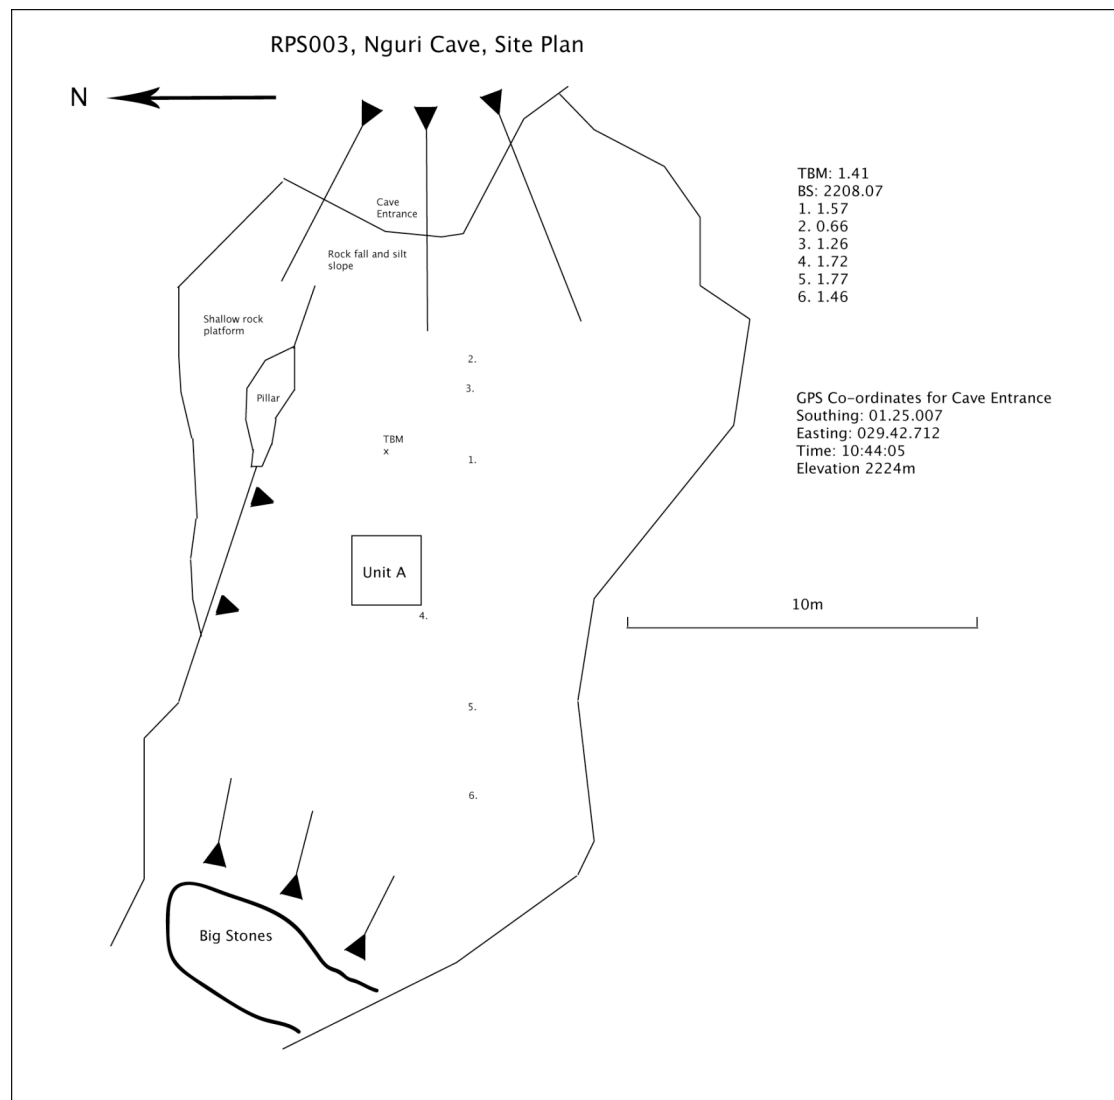 RPS003, Nguri Cave, Site Plan
N
Cave
Entrance
Rock fall and silt
slope
Shallow rock
platform
Pillar
2.
3.
TBM
x
1.
Unit A
4.
5.
6.
Big Stones
TBM: 1.41
BS: 2208.07
1. 1.57
2. 0.66
3. 1.26
4. 1.72
5. 1.77
6. 1.46
GPS Co-ordinates for Cave Entrance
Southing: 01.25.007
Easting: 029.42.712
Time: 10:44:05
Elevation 2224m
10m